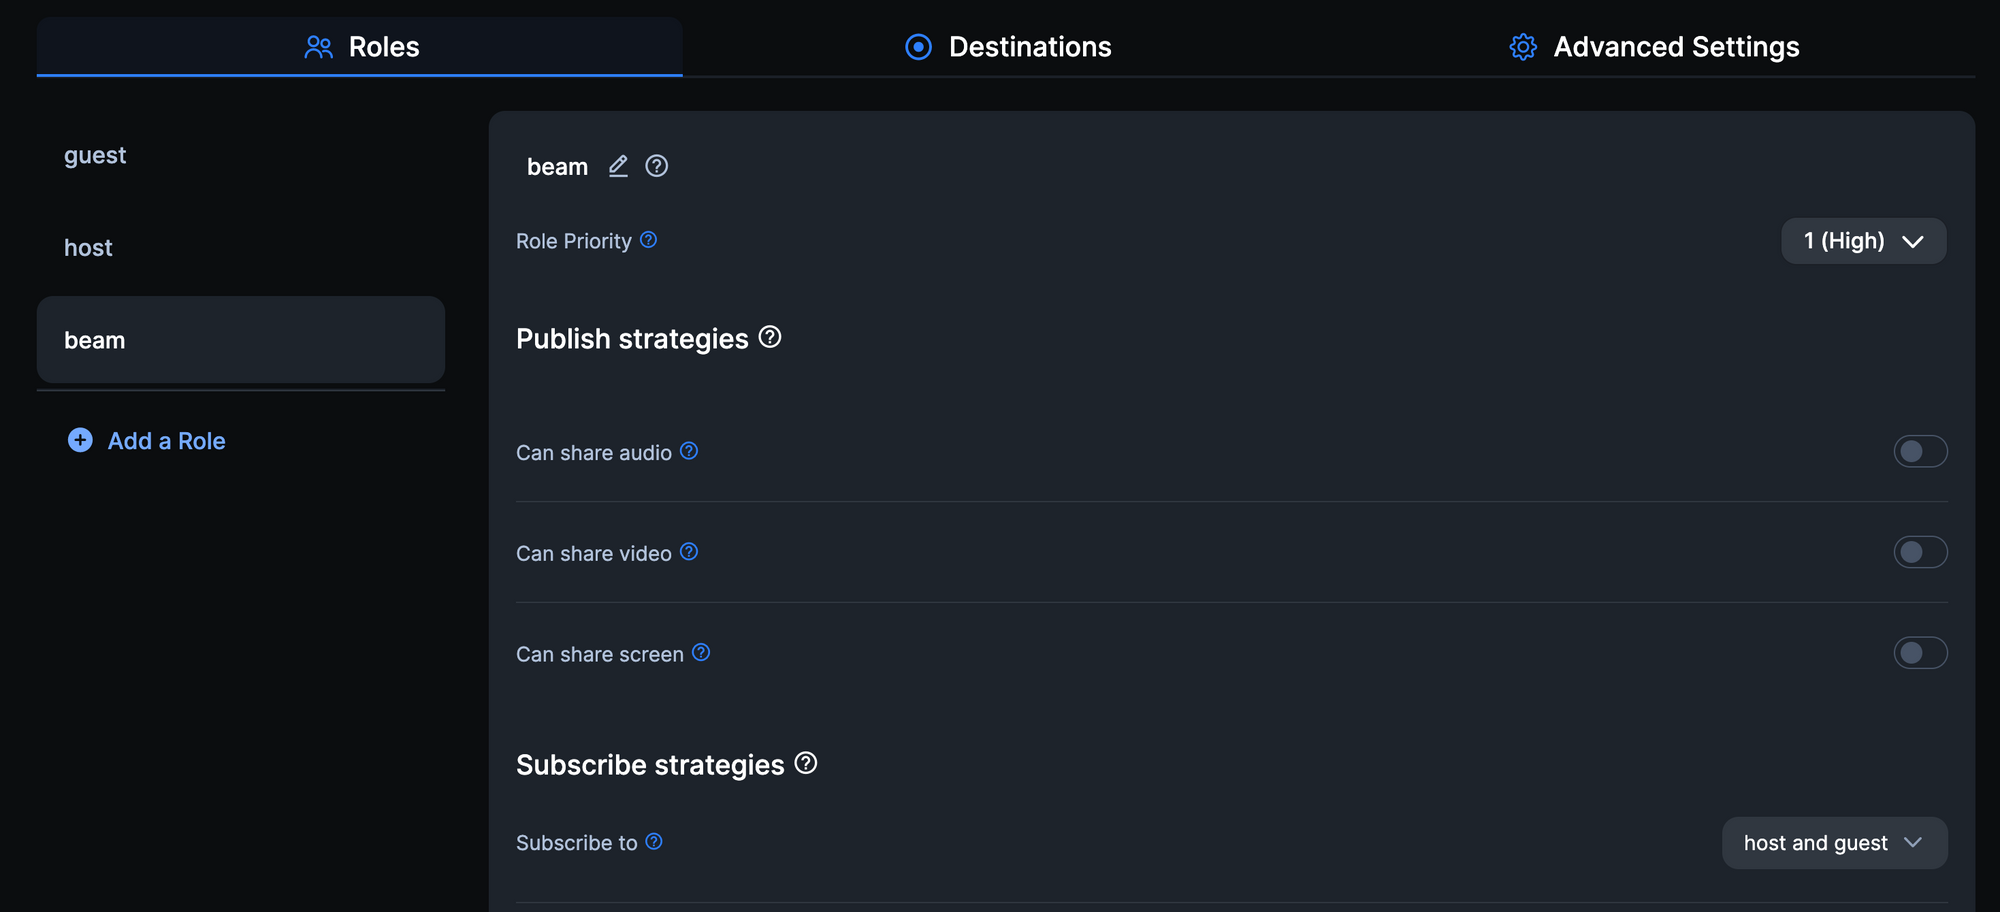 Roles
Destinations
Advanced Settings
guest
host
beam
Add a Role
beam
Role Priority
1 (High)
Publish strategies
Can share audio
Can share video
Can share screen
Subscribe strategies
Subscribe to
host and guest